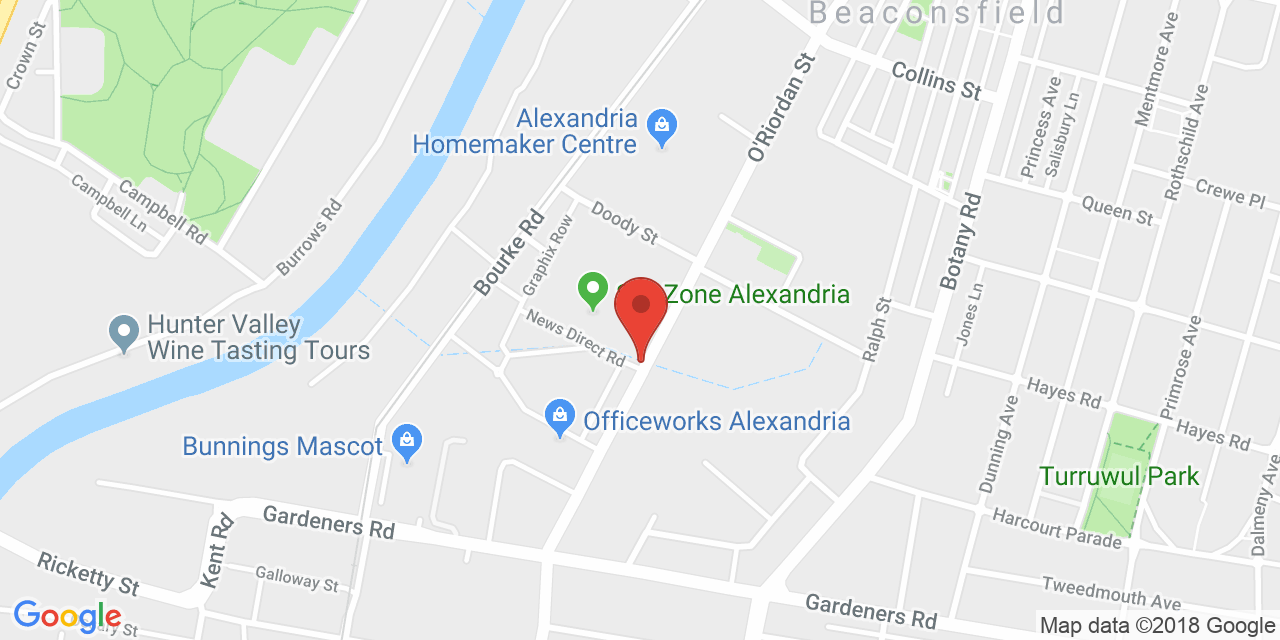 Beaconsfield
Crown St
Collins St
O'Riordan St
Mentmore Ave
Princess Ave
Salisbury Ln
Rothschild Ave
Alexandria
Homemaker Centre
Campbell Ln
Campbell Rd
Burrows Rd
Bourke Rd
Graphix Row
Doody St
Botany Rd
Queen St
Crewe Pl
Zone Alexandria
News Direct Rd
Hunter Valley
Wine Tasting Tours
Ralph St
Jones Ln
Primrose Ave
Hayes Rd
Hayes Rd
Officeworks Alexandria
Bunnings Mascot
Dunning Ave
Turruwul Park
Dalmeny Ave
Gardeners Rd
Kent Rd
Harcourt Parade
Ricketty St
Galloway St
Tweedmouth Ave
Gardeners Rd
Google
St
Map data ©2018 Google